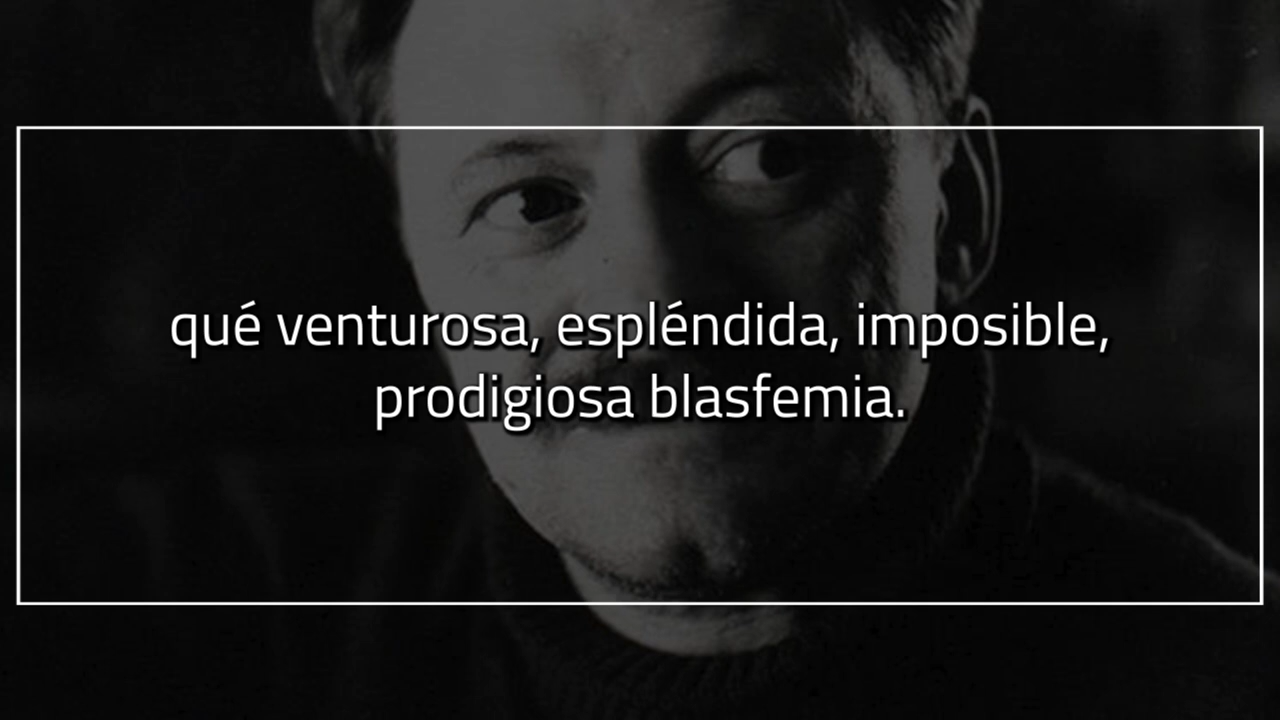 qué venturosa, espléndida, imposible,
prodigiosa blasfemia.